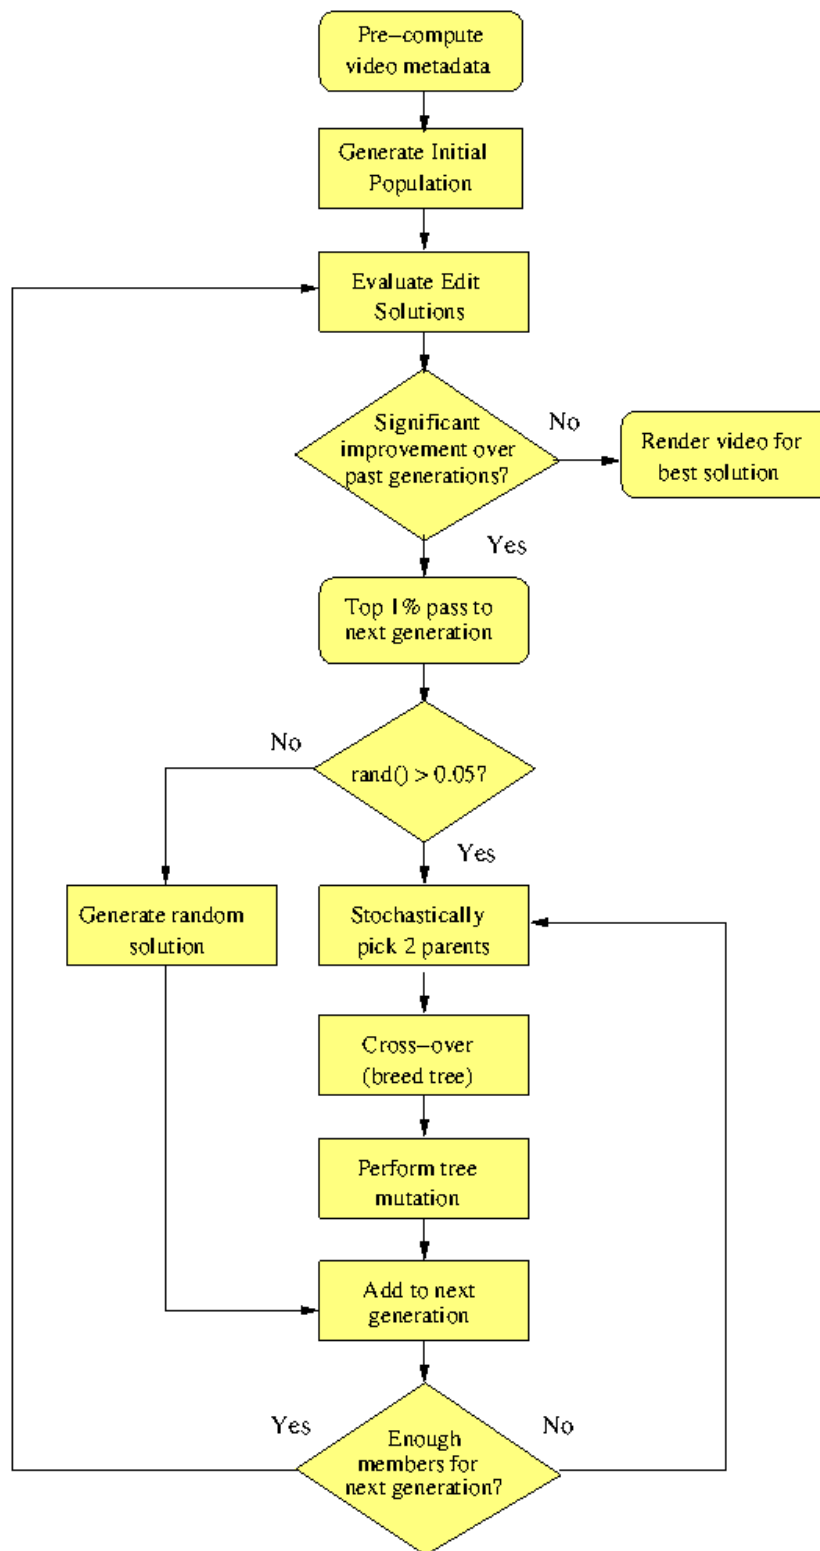 Pre–compute
video metadata
Generate Initial
Population
Evaluate Edit
Solutions
Significant
improvement over
past generations?
No
Render video for
best solution
Yes
Top 1% pass to
next generation
No
rand() > 0.05?
Yes
Generate random
solution
Stochastically
pick 2 parents
Cross–over
(breed tree)
Perform tree
mutation
Add to next
generation
Yes
No
Enough
members for
next generation?